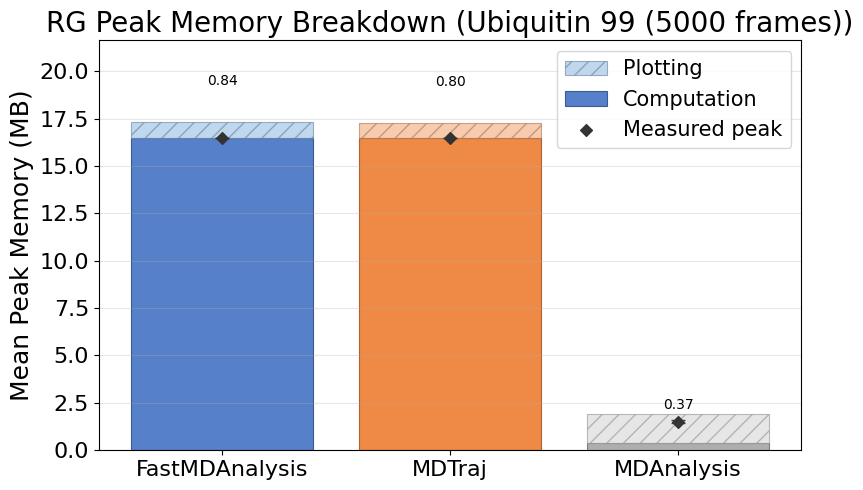 RG Peak Memory Breakdown (Ubiquitin 99 (5000 frames))
Mean Peak Memory (MB)
20.0
17.5
15.0
12.5
10.0
7.5
5.0
2.5
0.0
0.84
0.80
0.37
Plotting
Computation
Measured peak
FastMDAnalysis
MDTraj
MDAnalysis